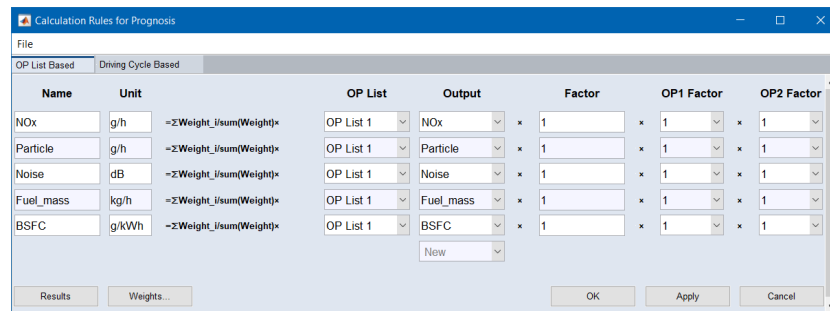 Calculation Rules for Prognosis
File
OP List Based Driving Cycle Based
Name Unit OP List Output Factor OP1 Factor OP2 Factor
NOx g/h =ΣWeight_i/sum(Weight)× OP List 1 NOx × 1 × 1 × 1
Particle g/h =ΣWeight_i/sum(Weight)× OP List 1 Particle × 1 × 1 × 1
Noise dB =ΣWeight_i/sum(Weight)× OP List 1 Noise × 1 × 1 × 1
Fuel_mass kg/h =ΣWeight_i/sum(Weight)× OP List 1 Fuel_mass × 1 × 1 × 1
BSFC g/kWh =ΣWeight_i/sum(Weight)× OP List 1 BSFC × 1 × 1 × 1
New
Results Weights... OK Apply Cancel